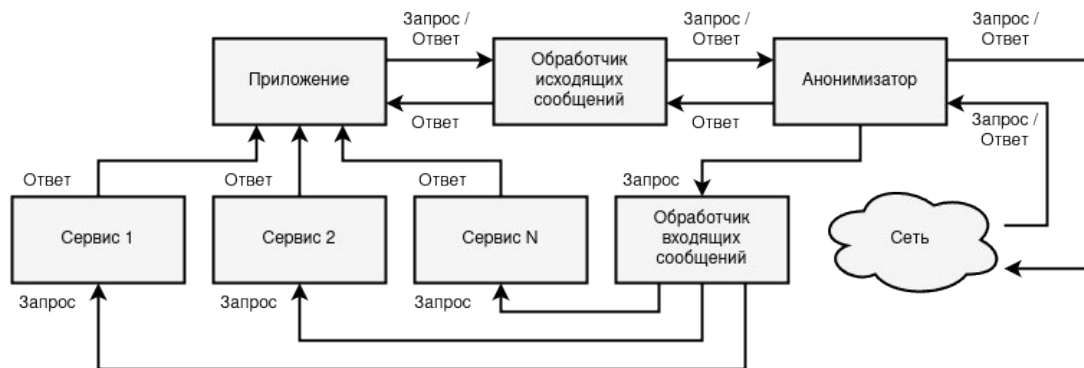 Запрос /
Ответ
Запрос /
Ответ
Запрос /
Ответ
Приложение
Обработчик
исходящих
сообщений
Анонимизатор
Ответ
Ответ
Запрос /
Ответ
Ответ
Ответ
Ответ
Запрос
Сервис 1
Сервис 2
Сервис N
Обработчик
входящих
сообщений
Сеть
Запрос
Запрос
Запрос